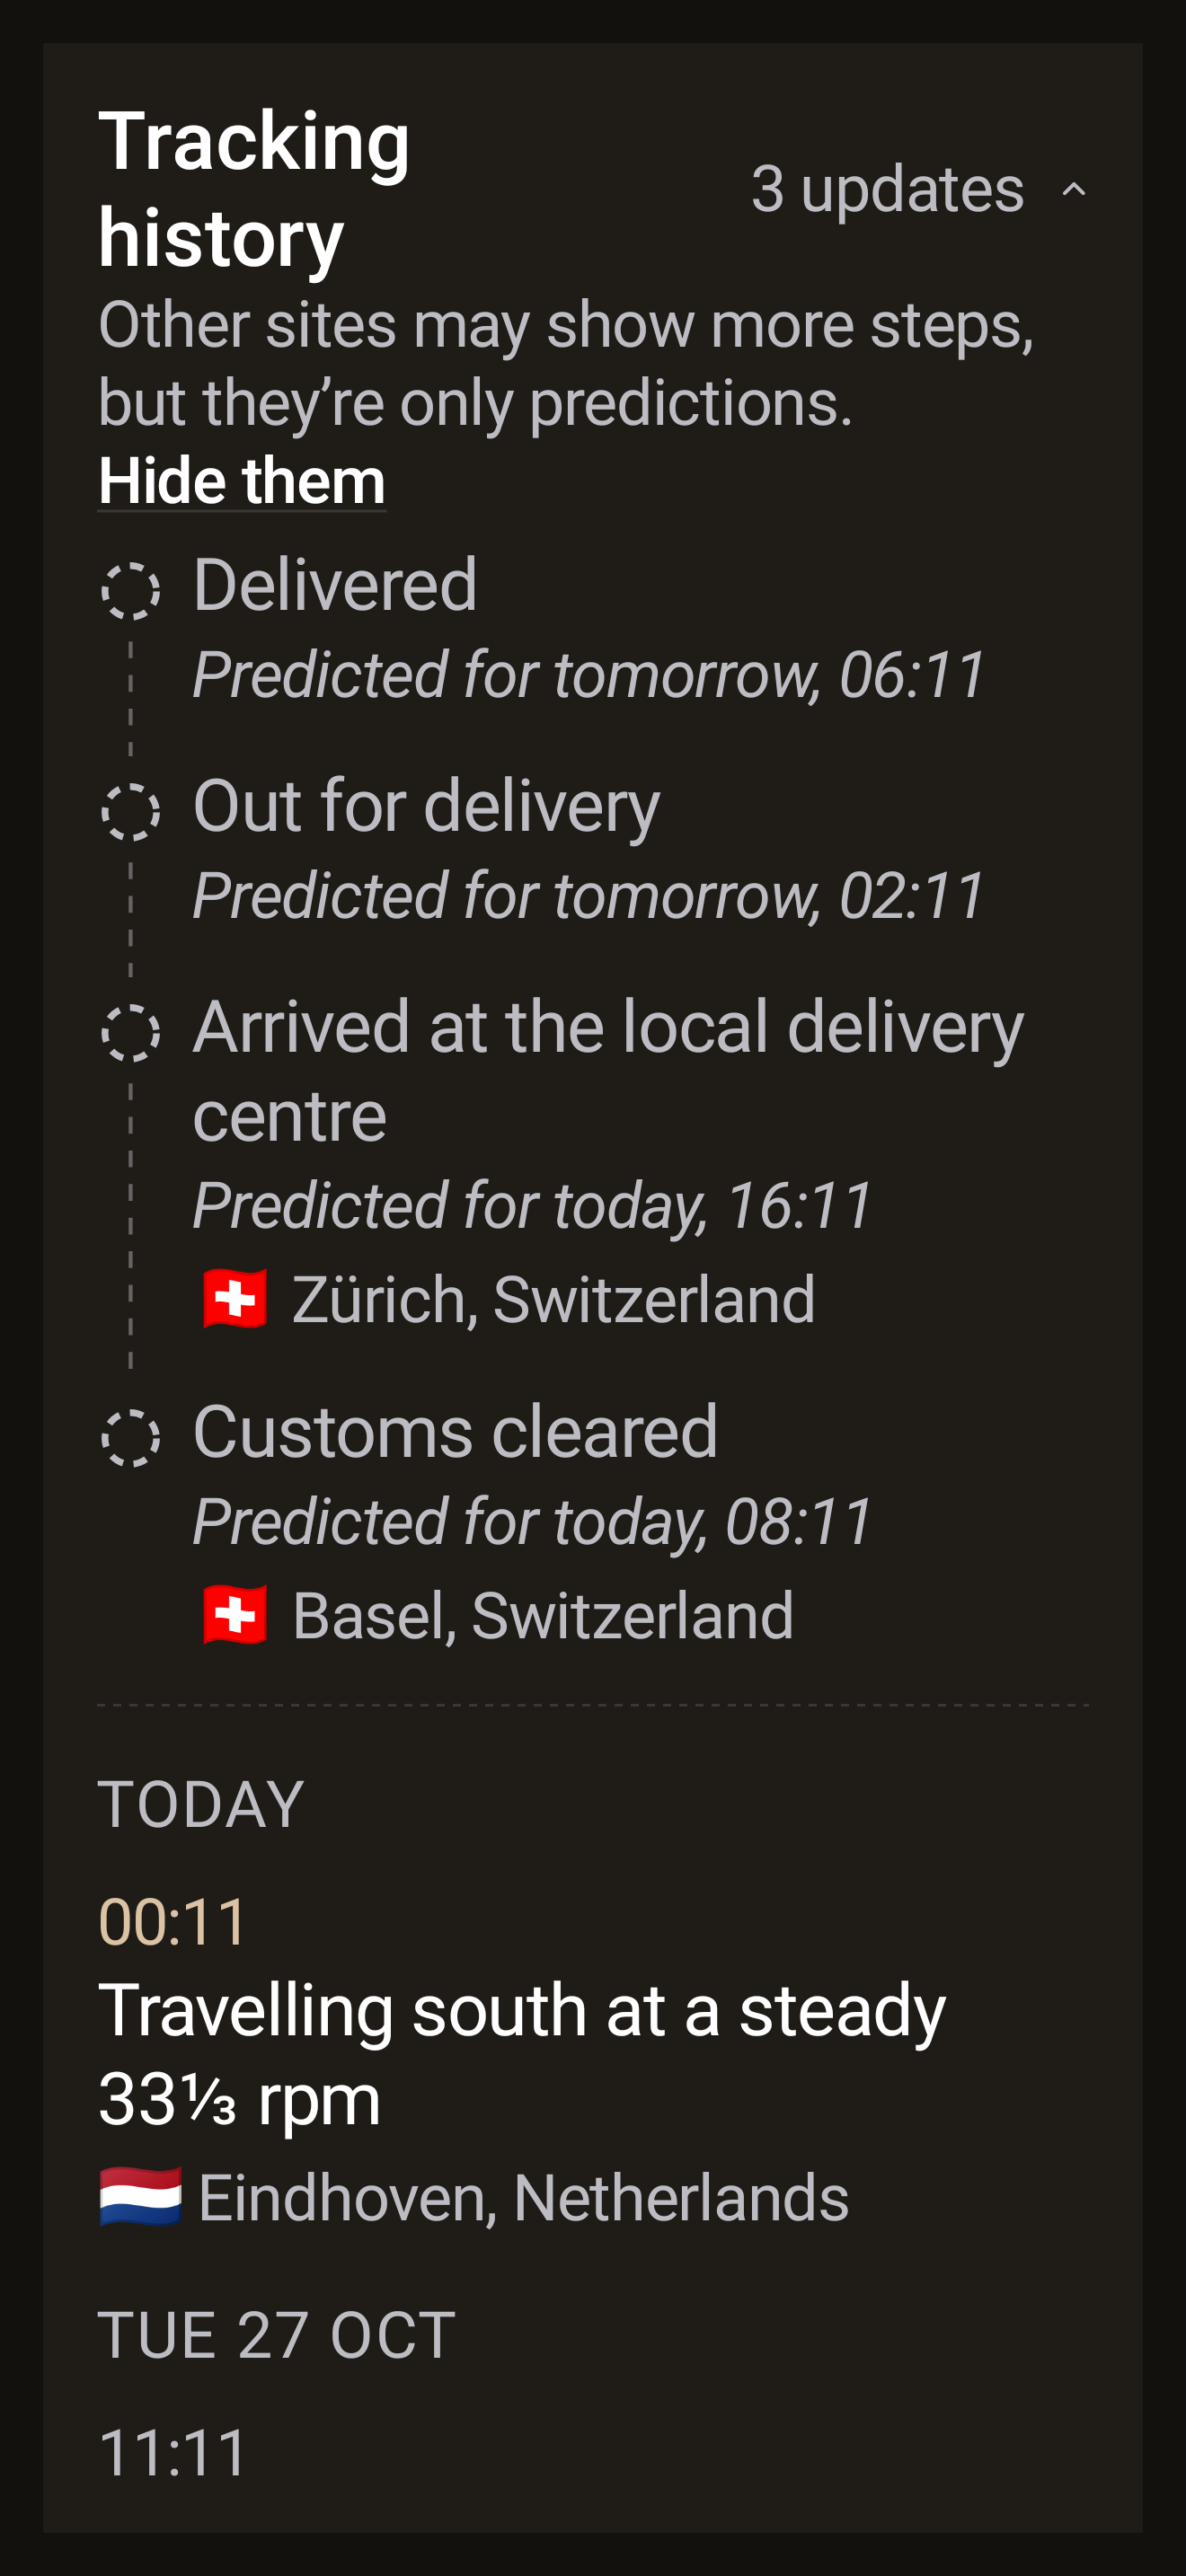 Tracking
history
3 updates
Other sites may show more steps,
but they’re only predictions.
Hide them
Delivered
Predicted for tomorrow, 06:11
Out for delivery
Predicted for tomorrow, 02:11
Arrived at the local delivery
centre
Predicted for today, 16:11
🇨🇭 Zürich, Switzerland
Customs cleared
Predicted for today, 08:11
🇨🇭 Basel, Switzerland
TODAY
00:11
Travelling south at a steady
33⅓ rpm
🇳🇱 Eindhoven, Netherlands
TUE 27 OCT
11:11